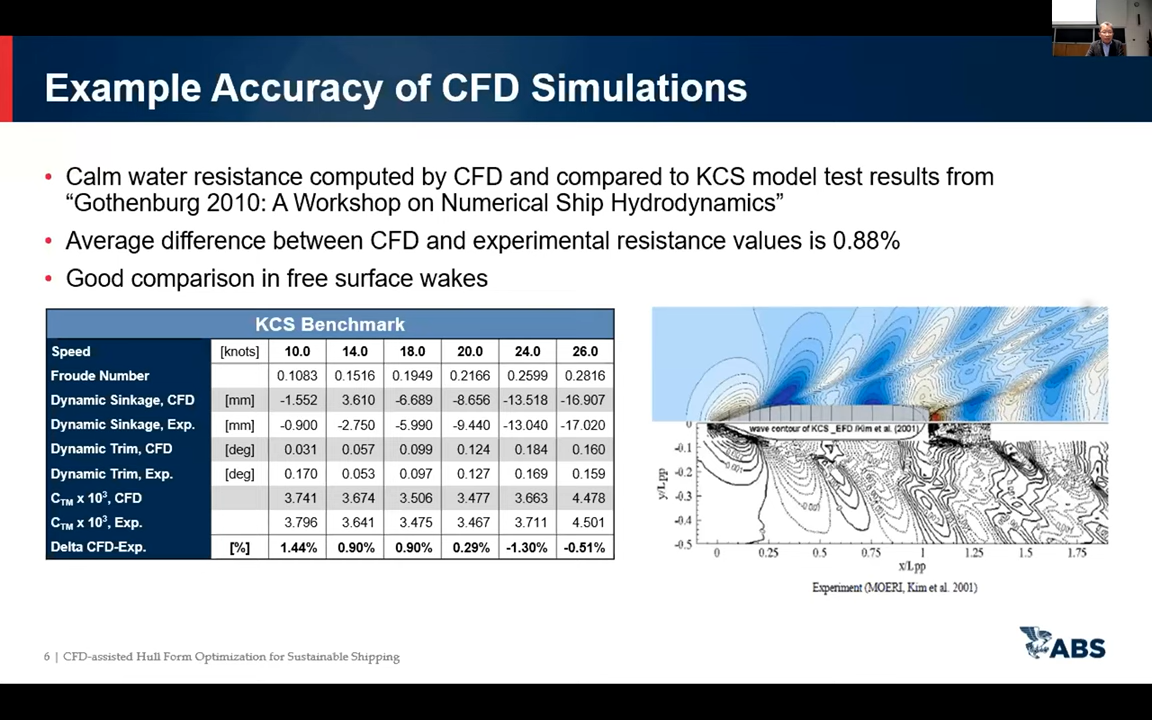 Example Accuracy of CFD Simulations
• Calm water resistance computed by CFD and compared to KCS model test results from
“Gothenburg 2010: A Workshop on Numerical Ship Hydrodynamics”
• Average difference between CFD and experimental resistance values is 0.88%
• Good comparison in free surface wakes
KCS Benchmark
Speed [knots] 10.0 14.0 18.0 20.0 24.0 26.0
Froude Number 0.1083 0.1516 0.1949 0.2166 0.2599 0.2816
Dynamic Sinkage, CFD [mm] -1.552 3.610 -6.689 -8.656 -13.518 -16.907
Dynamic Sinkage, Exp. [mm] -0.900 -2.750 -5.990 -9.440 -13.040 -17.020
Dynamic Trim, CFD [deg] 0.031 0.057 0.099 0.124 0.184 0.160
Dynamic Trim, Exp. [deg] 0.170 0.053 0.097 0.127 0.169 0.159
CTM x 10³, CFD 3.741 3.674 3.506 3.477 3.663 4.478
CTM x 10³, Exp. 3.796 3.641 3.475 3.467 3.711 4.501
Delta CFD-Exp. [%] 1.44% 0.90% 0.90% 0.29% -1.30% -0.51%
wave contour of KCS _EFD /Kim et al. (2001)
0
-0.1
-0.2
-0.3
-0.4
-0.5
y/Lpp
0 0.25 0.5 0.75 1 1.25 1.5 1.75
x/Lpp
Experiment (MOERI, Kim et al. 2001)
6 | CFD-assisted Hull Form Optimization for Sustainable Shipping
ABS